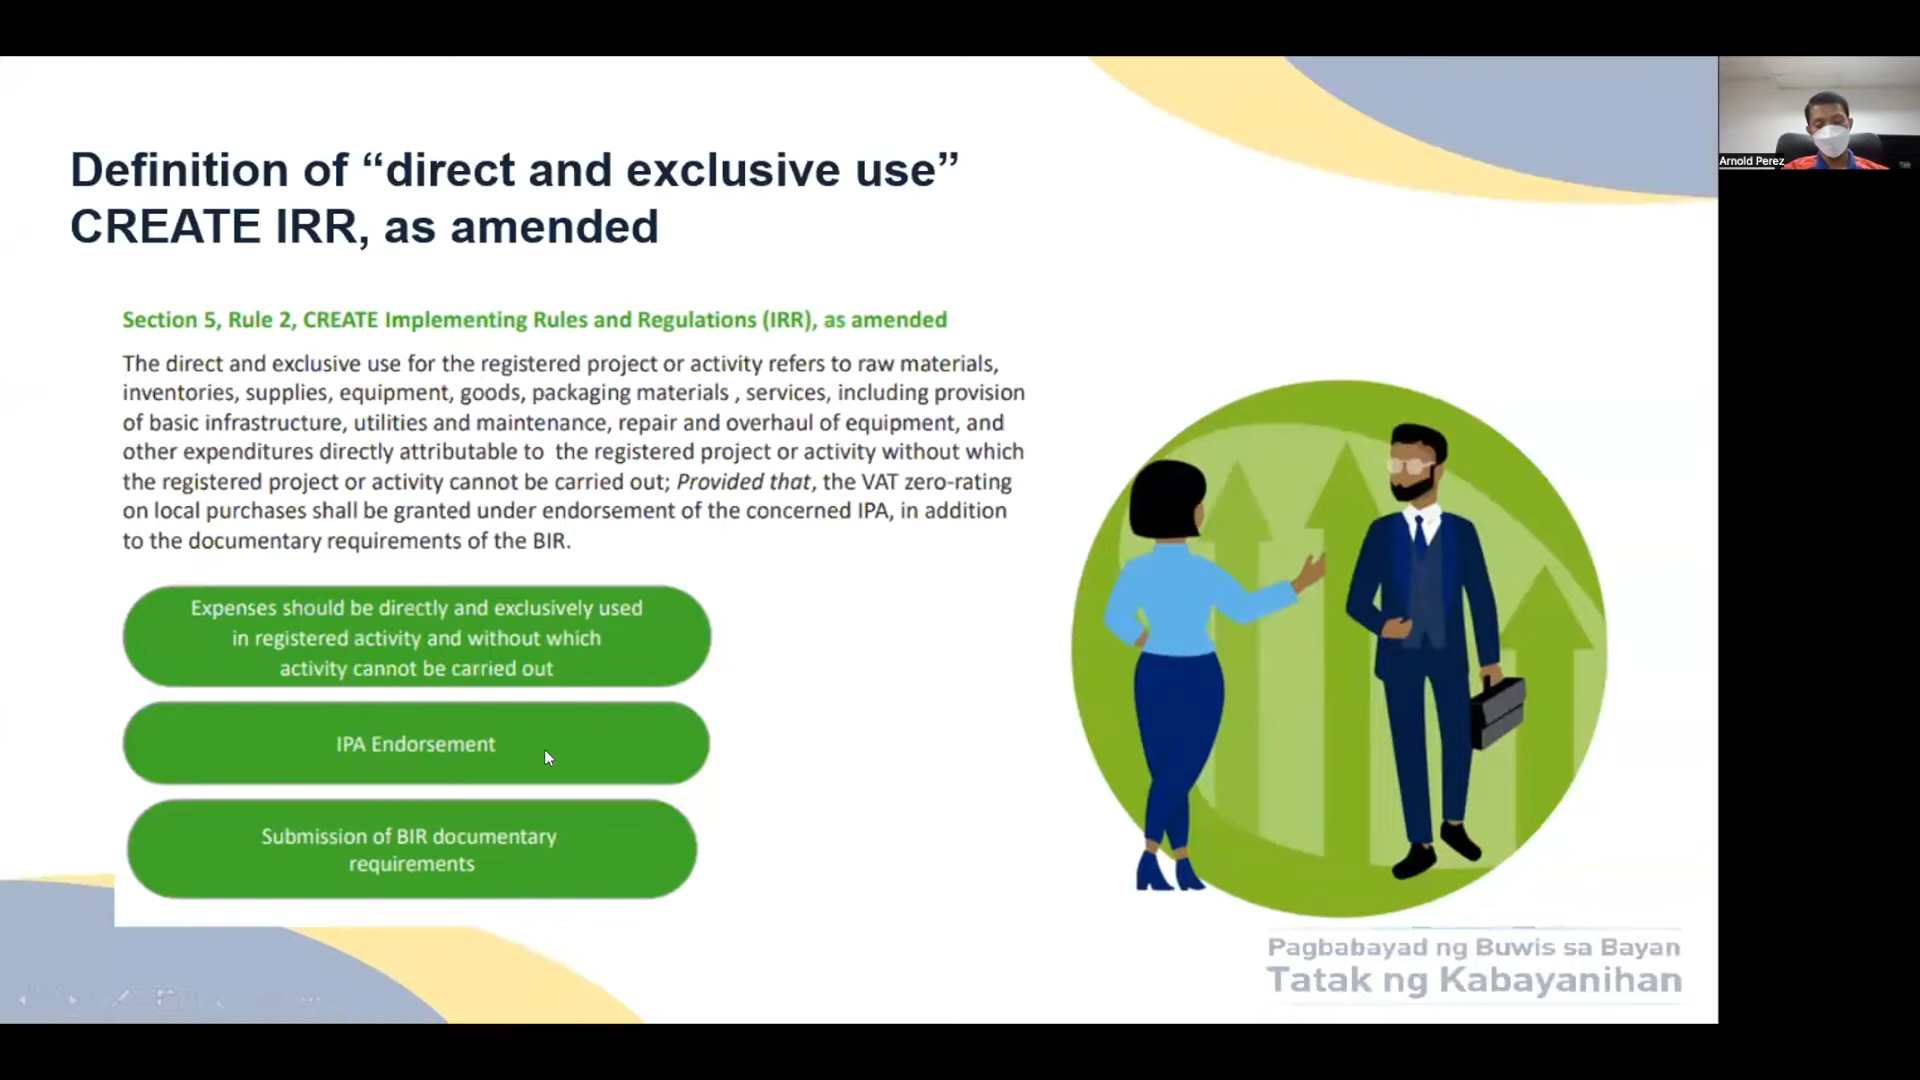 Definition of “direct and exclusive use”
CREATE IRR, as amended
Section 5, Rule 2, CREATE Implementing Rules and Regulations (IRR), as amended
The direct and exclusive use for the registered project or activity refers to raw materials,
inventories, supplies, equipment, goods, packaging materials , services, including provision
of basic infrastructure, utilities and maintenance, repair and overhaul of equipment, and
other expenditures directly attributable to the registered project or activity without which
the registered project or activity cannot be carried out; Provided that, the VAT zero-rating
on local purchases shall be granted under endorsement of the concerned IPA, in addition
to the documentary requirements of the BIR.
Expenses should be directly and exclusively used
in registered activity and without which
activity cannot be carried out
IPA Endorsement
Submission of BIR documentary
requirements
Pagbabayad ng Buwis sa Bayan
Tatak ng Kabayanihan
Arnold Perez